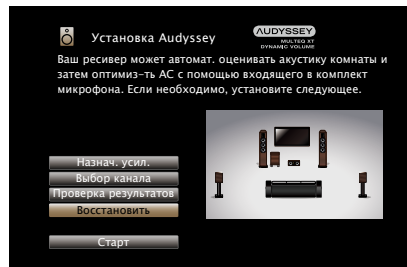 Установка Audyssey
AUDYSSEY
MULTEQ XT
DYNAMIC VOLUME
Ваш ресивер может автомат. оценивать акустику комнаты и
затем оптимиз-ть АС с помощью входящего в комплект
микрофона. Если необходимо, установите следующее.
Назнач. усил.
Выбор канала
Проверка результатов
Восстановить
Старт